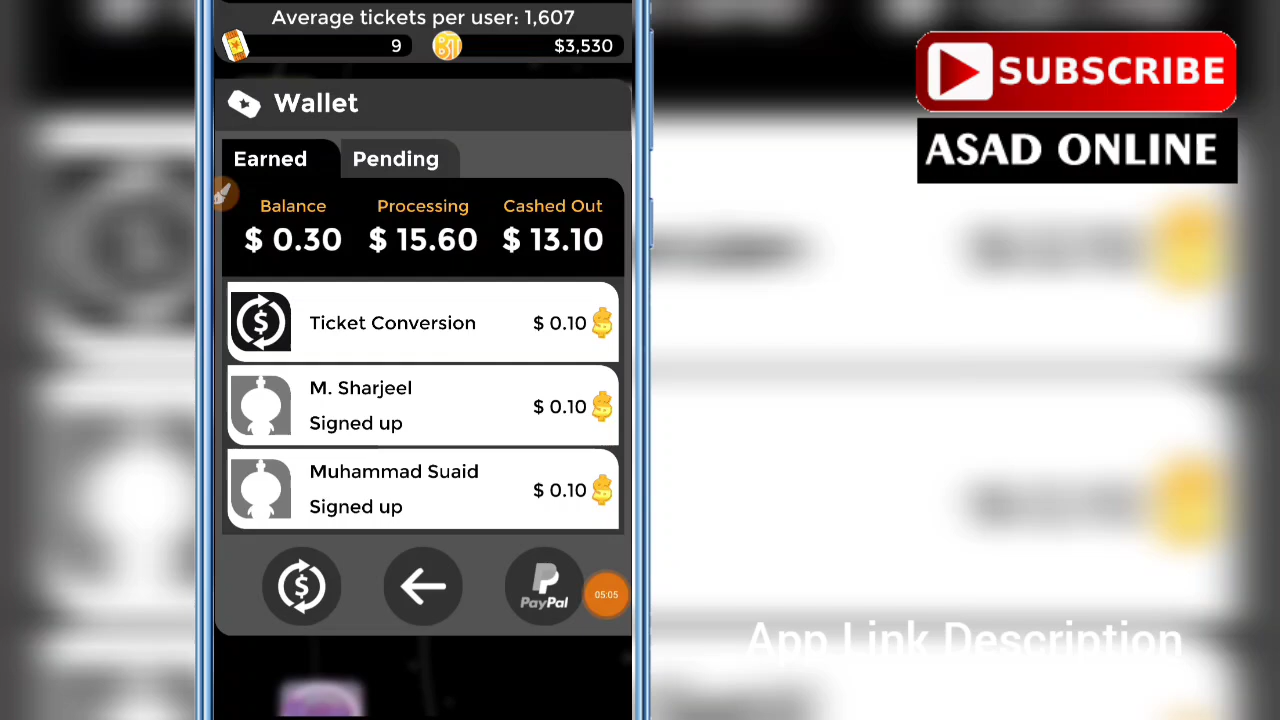 Average tickets per user: 1,607
9
$3,530
SUBSCRIBE
ASAD ONLINE
Wallet
Earned Pending
Balance Processing Cashed Out
$ 0.30 $ 15.60 $ 13.10
Ticket Conversion $ 0.10
M. Sharjeel
Signed up
$ 0.10
Muhammad Suaid
Signed up
$ 0.10
PayPal
05:05
App Link Description